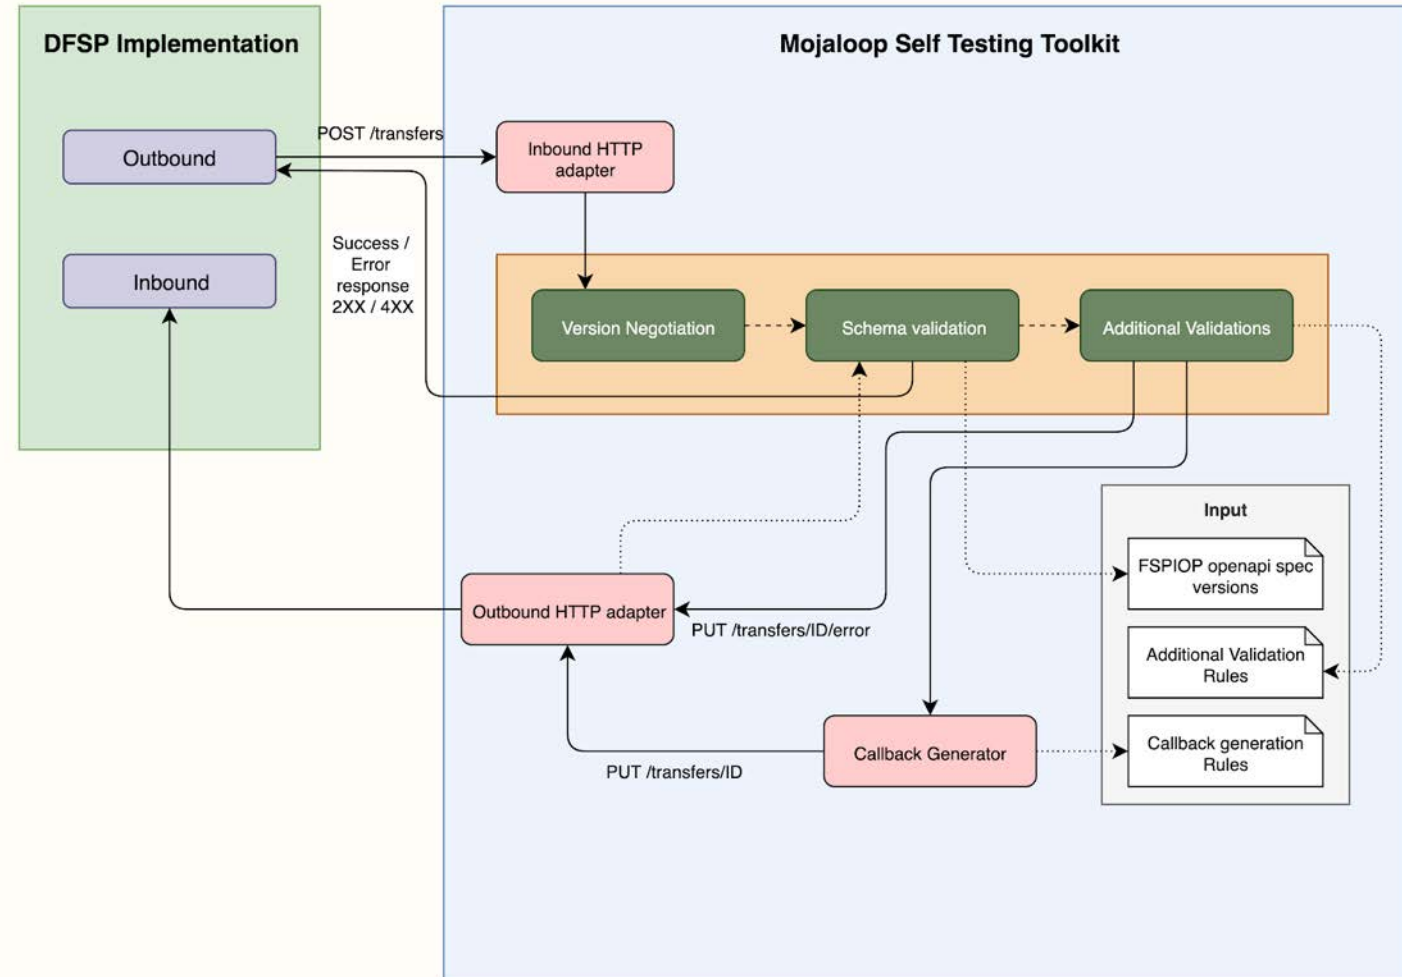 DFSP Implementation
Mojaloop Self Testing Toolkit
POST /transfers
Outbound
Inbound HTTP
adapter
Success /
Error
response
2XX / 4XX
Inbound
Version Negotiation
Schema validation
Additional Validations
Input
FSPIOP openapi spec
versions
Outbound HTTP adapter
PUT /transfers/ID/error
Additional Validation
Rules
Callback Generator
Callback generation
Rules
PUT /transfers/ID